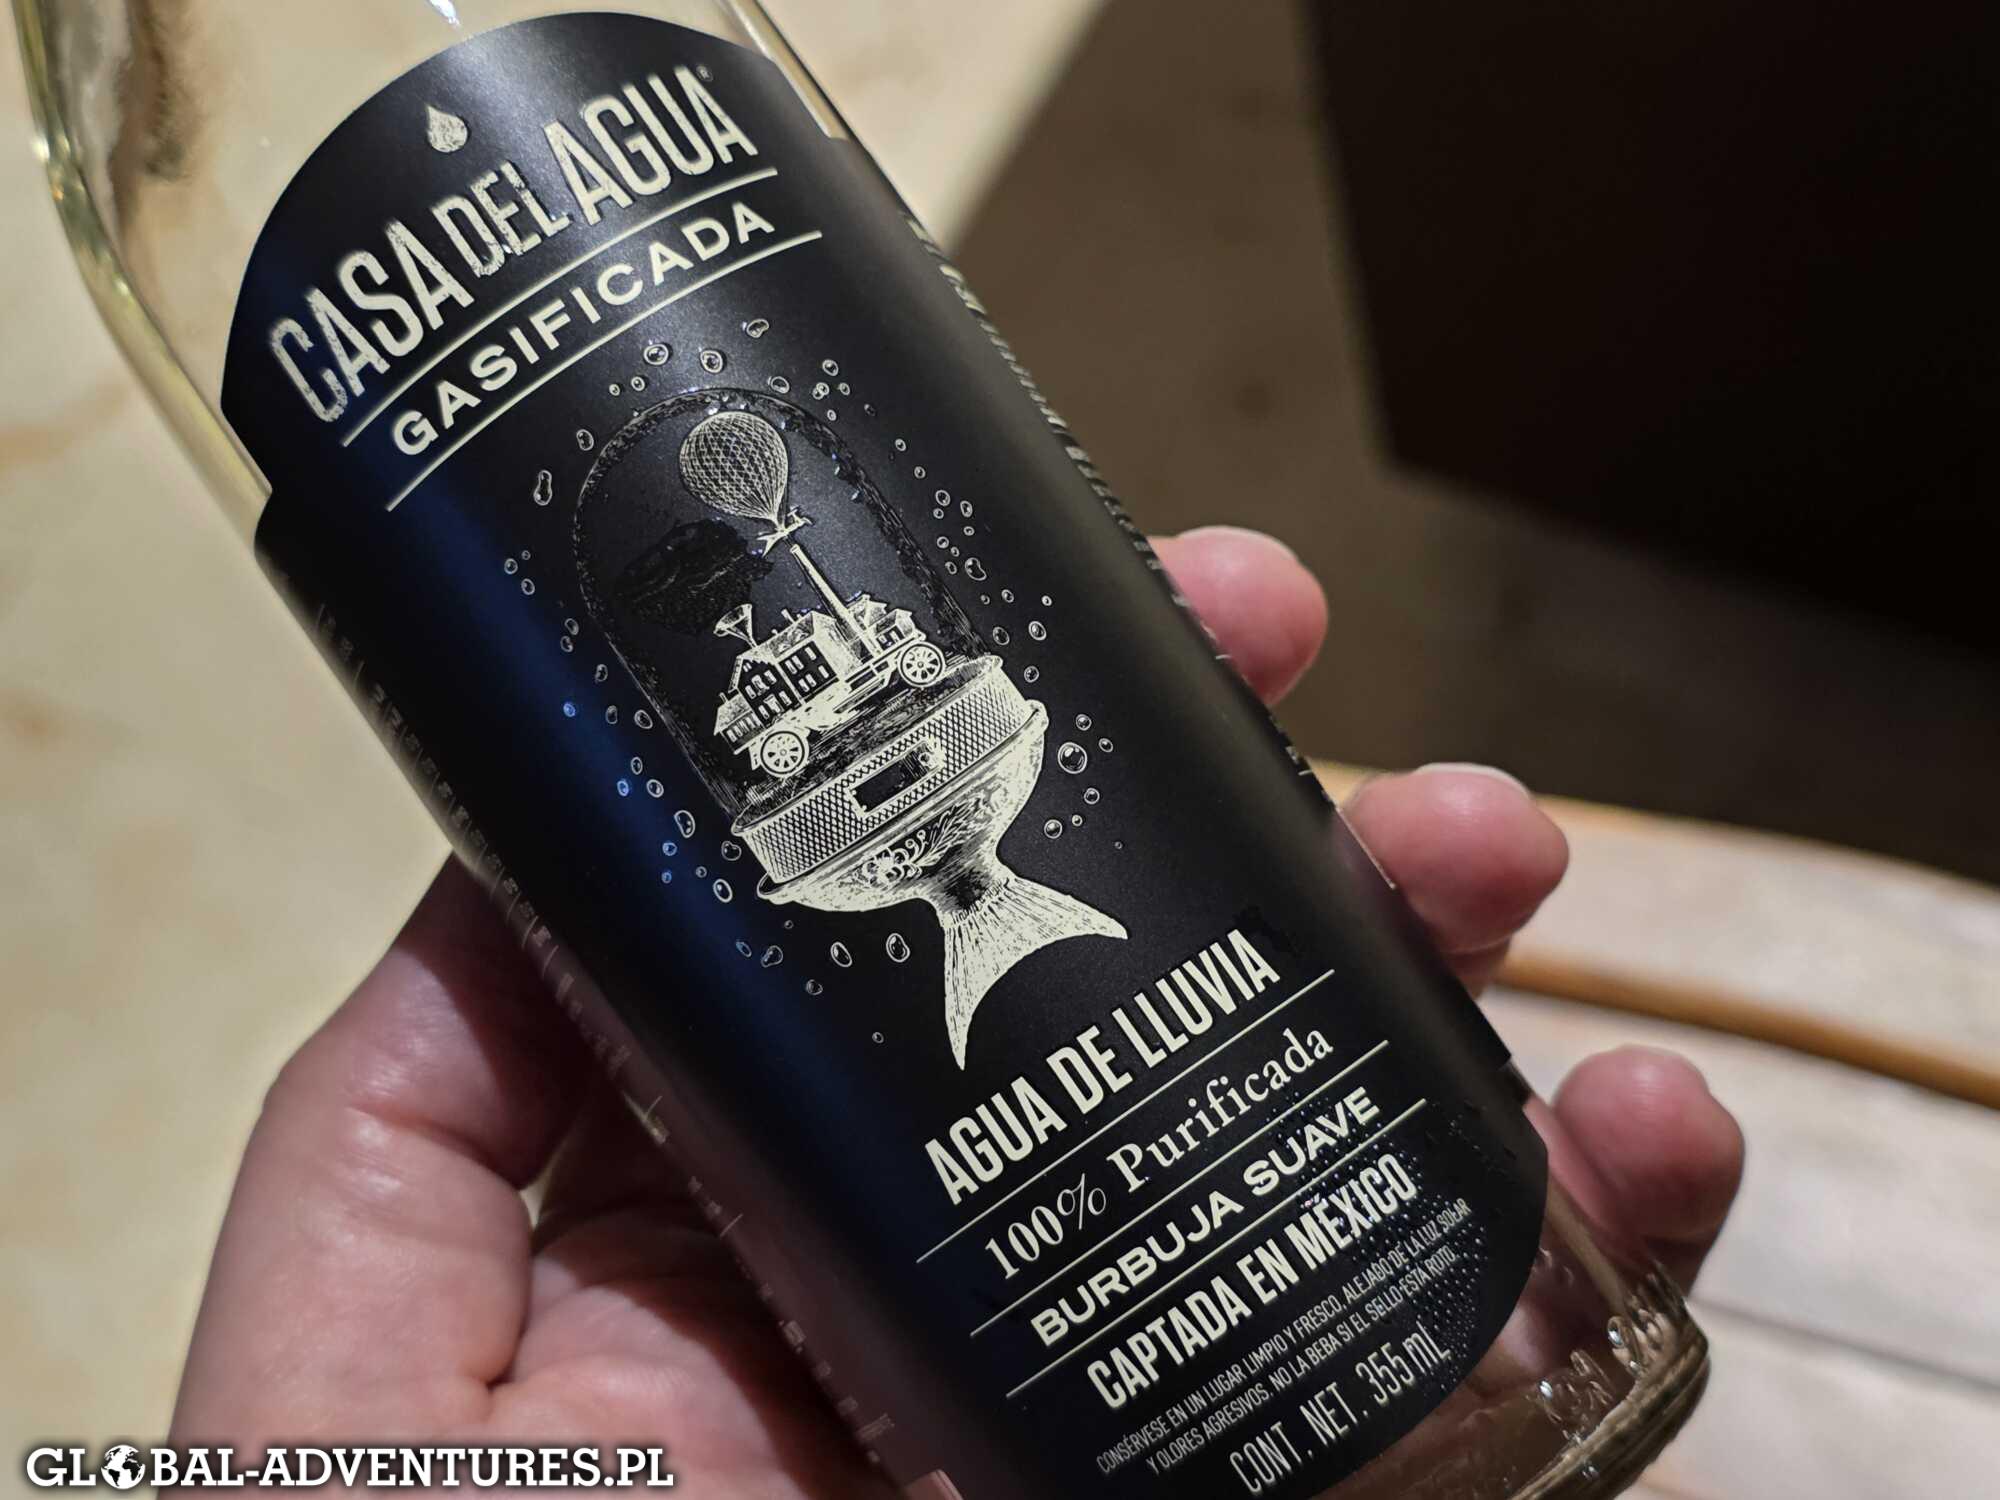 CASA DEL AGUA®
GASIFICADA
AGUA DE LLUVIA
100% Purificada
BURBUJA SUAVE
CAPTADA EN MÉXICO
CONSÉRVESE EN UN LUGAR LIMPIO Y FRESCO, ALEJADO DE LA LUZ SOLAR
Y OLORES AGRESIVOS. NO LA BEBA SI EL SELLO ESTÁ ROTO.
CONT. NET. 355 mL
GLOBAL-ADVENTURES.PL